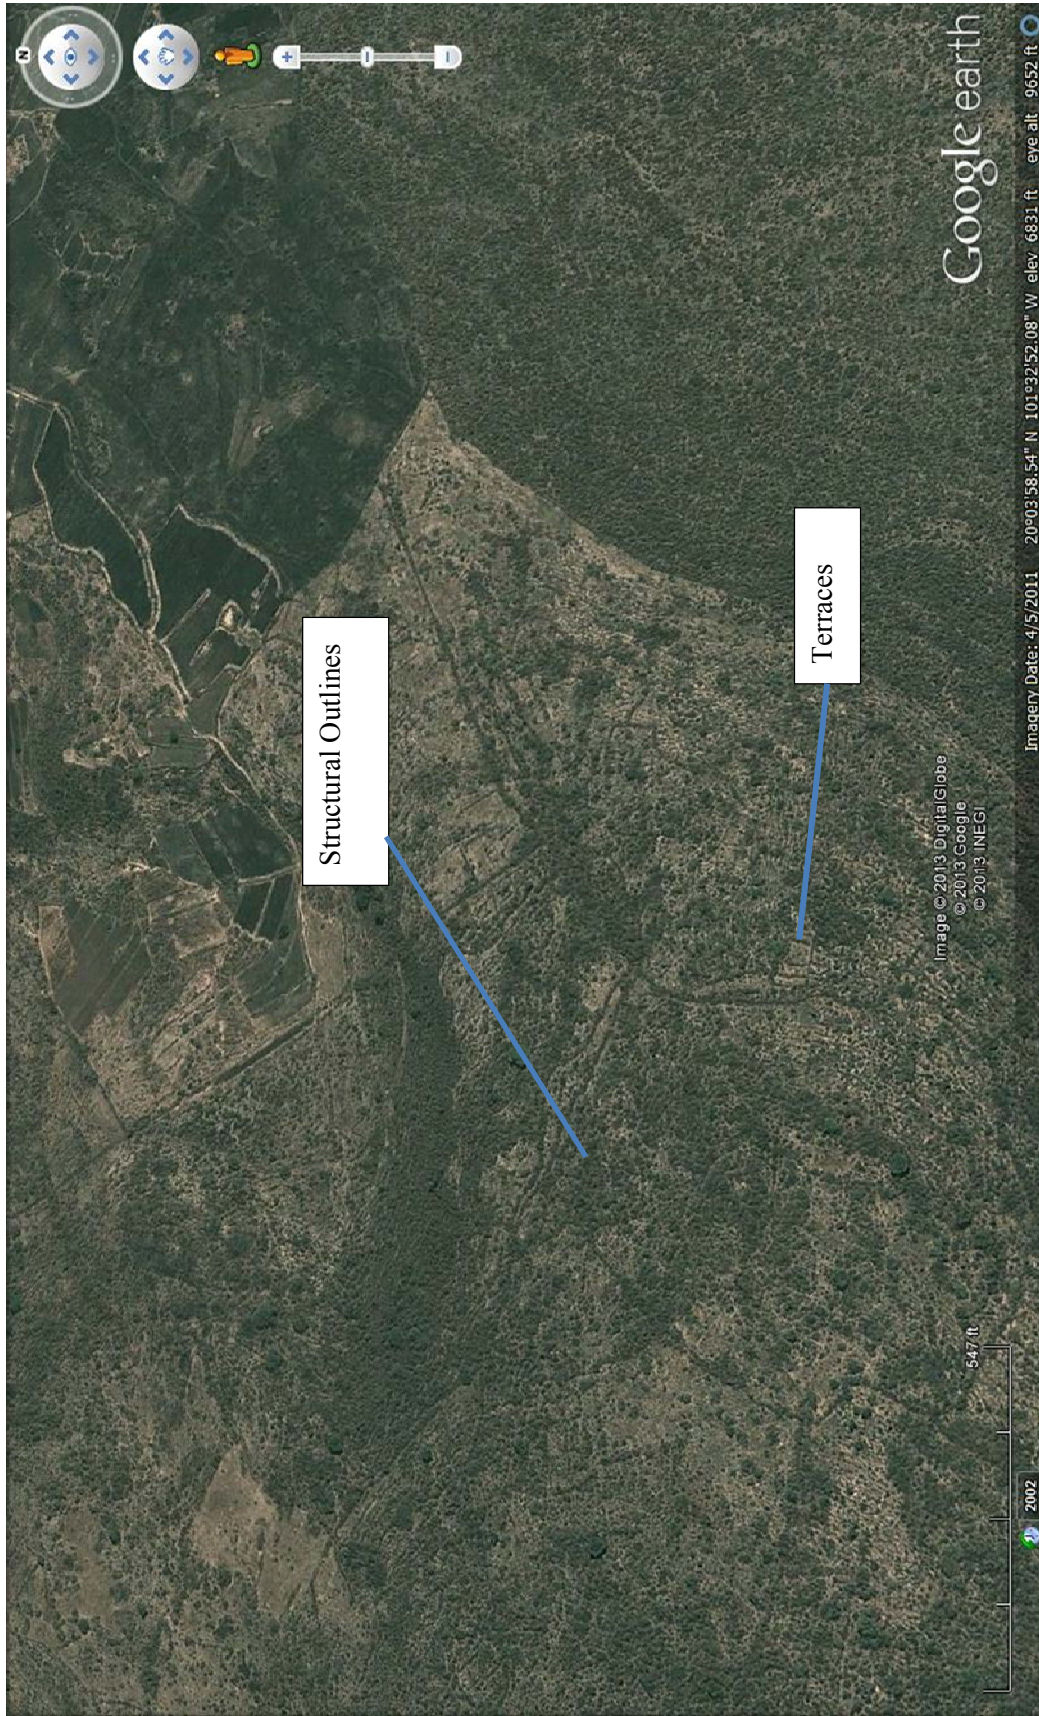 N
Structural Outlines
Terraces
Image © 2013 DigitalGlobe
© 2013 Google
© 2013 INEGI
Google earth
547 ft
2002
Imagery Date: 4/5/2011 20°03'58.54" N 101°32'52.08" W elev 6831 ft eye alt 9652 ft